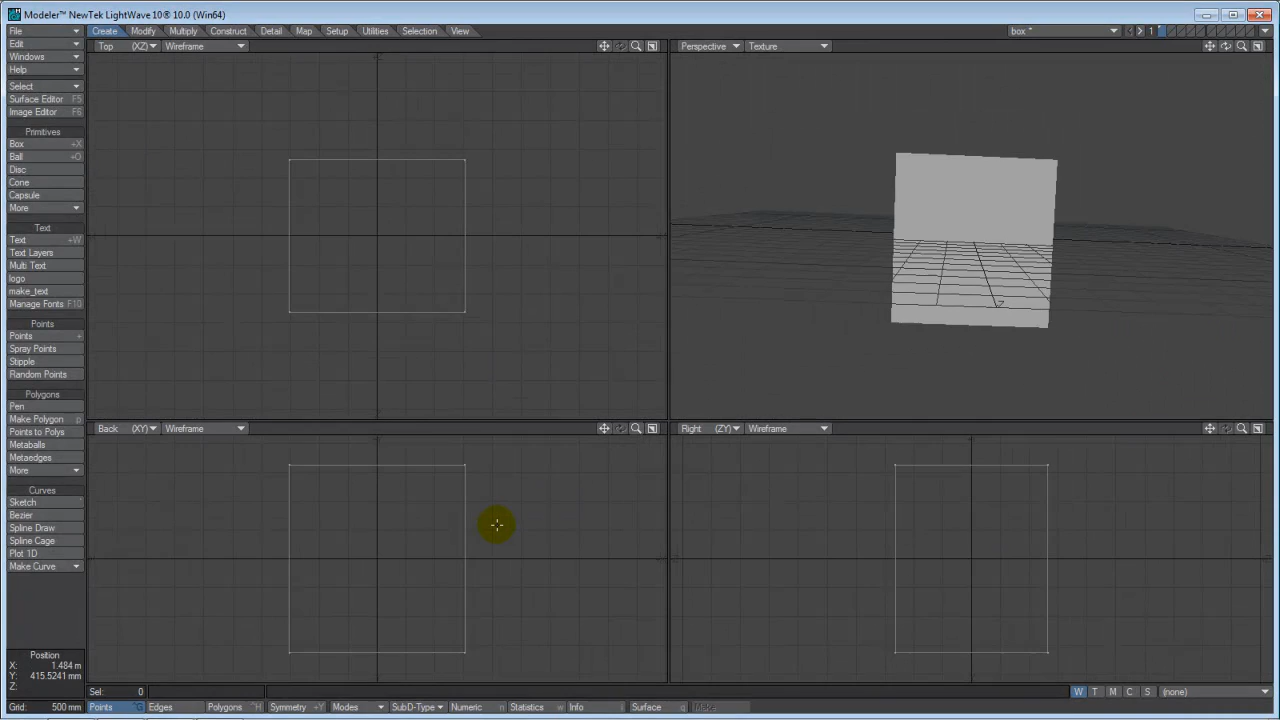 Modeler™ NewTek LightWave 10® 10.0 (Win64)
File
Create Modify Multiply Construct Detail Map Setup Utilities Selection View
box *
1
Edit
Windows
Help
Top (XZ) Wireframe
Perspective Texture
Select
Surface Editor F5
Image Editor F6
Primitives
Box +X
Ball +O
Disc
Cone
Capsule
More
Text
Text +W
Text Layers
Multi Text
logo
make_text
Manage Fonts F10
Points
Points +
Spray Points
Stipple
Random Points
Polygons
Pen
Make Polygon p
Points to Polys
Metaballs
Metaedges
More
Back (XY) Wireframe
Right (ZY) Wireframe
Curves
Sketch
Bezier
Spline Draw
Spline Cage
Plot 1D
Make Curve
Position
X: 1.484 m
Y: 415.5241 mm
Z:
Sel: 0
W T M C S (none)
Grid: 500 mm
Points ^G Edges Polygons ^H Symmetry +Y Modes SubD-Type Numeric n Statistics w Info i Surface q Make